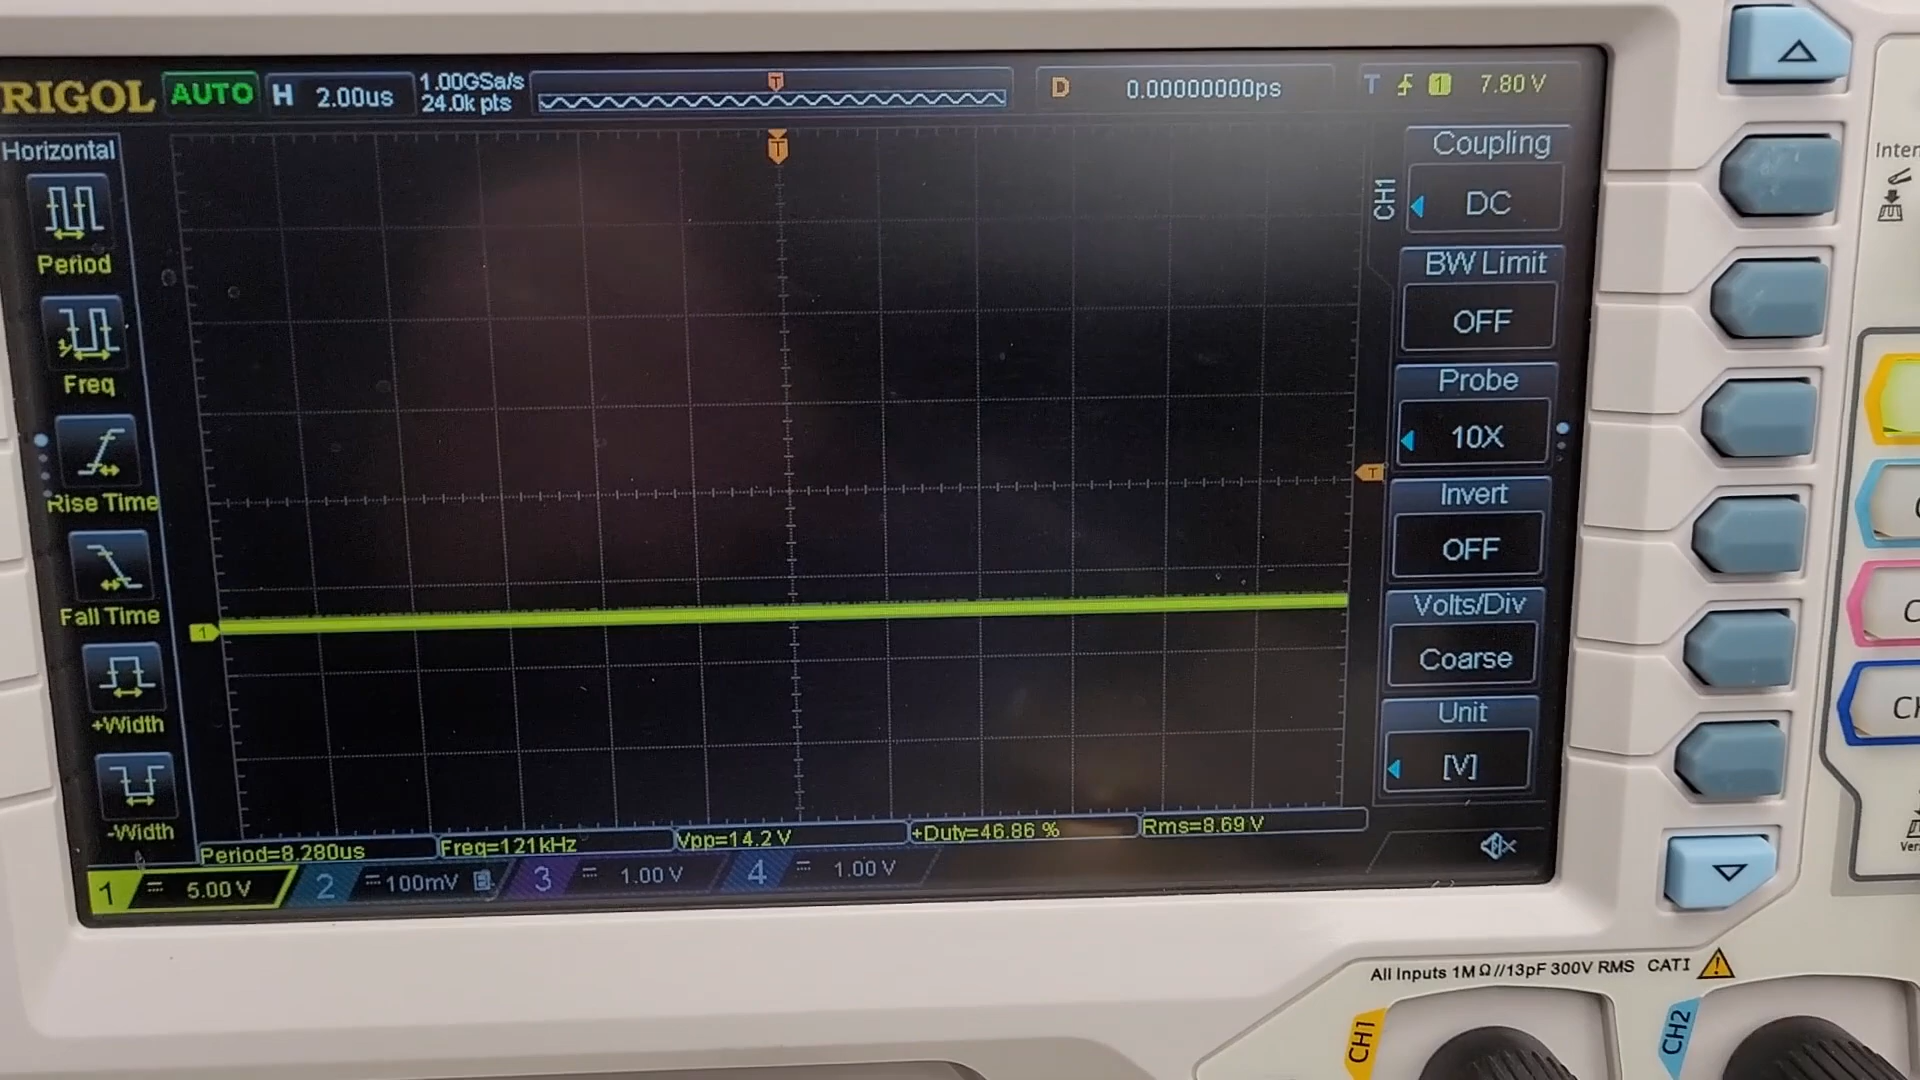 RIGOL AUTO H 2.00us 1.00GSa/s 24.0k pts T D 0.00000000ps T 1 7.80 V
Horizontal
Period
Freq
Rise Time
Fall Time
+Width
-Width
T
T
1
CH1
Coupling
DC
BW Limit
OFF
Probe
10X
Invert
OFF
Volts/Div
Coarse
Unit
[V]
Period=8.280us Freq=121kHz Vpp=14.2 V +Duty=46.86 % Rms=8.69 V
1 5.00 V 2 100mV 3 1.00 V 4 1.00 V
All Inputs 1MΩ//13pF 300V RMS CATI
CH1
CH2